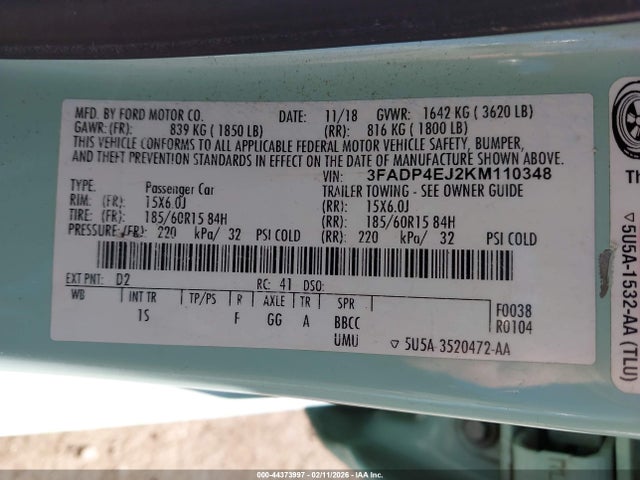 MFD. BY FORD MOTOR CO. DATE: 11/18 GVWR: 1642 KG ( 3620 LB)
GAWR: (FR): 839 KG ( 1850 LB) (RR): 816 KG ( 1800 LB)
THIS VEHICLE CONFORMS TO ALL APPLICABLE FEDERAL MOTOR VEHICLE SAFETY, BUMPER,
AND THEFT PREVENTION STANDARDS IN EFFECT ON THE DATE OF MANUFACTURE SHOWN ABOVE.
VIN: 3FADP4EJ2KM110348
TYPE: Passenger Car TRAILER TOWING - SEE OWNER GUIDE
RIM: (FR): 15X6.0J (RR): 15X6.0J
TIRE: (FR): 185/60R15 84H (RR): 185/60R15 84H
PRESSURE: (FR): 220 kPa/ 32 PSI COLD (RR): 220 kPa/ 32 PSI COLD
EXT PNT: D2 RC: 41 DSO:
WB INT TR TP/PS R AXLE TR SPR F0038
1S F GG A BBCC R0104
UMU ▽ 5U5A 3520472-AA
Th
▽ 5U5A-1532-AA (TLU)
000-44373997 - 02/11/2026 - IAAI.com